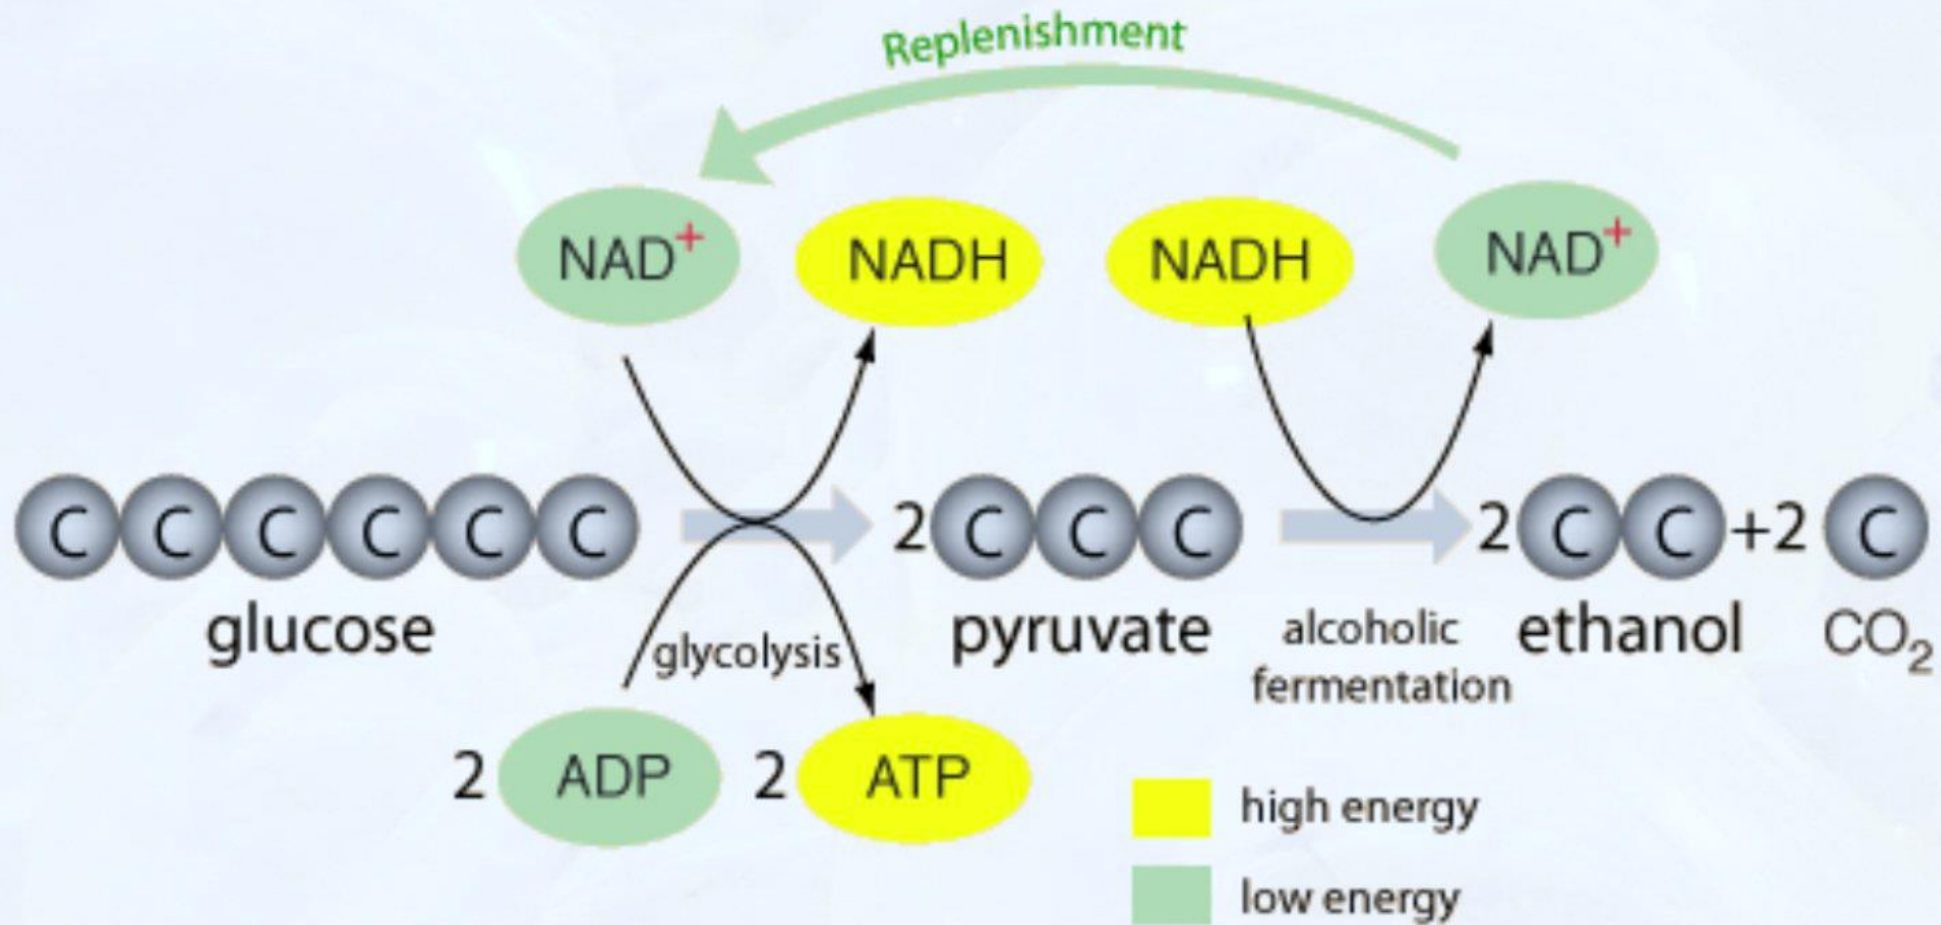 Replenishment
NAD⁺ NADH NADH NAD⁺
C C C C C C 2 C C C 2 C C +2 C
glucose glycolysis pyruvate alcoholic ethanol CO₂
fermentation
2 ADP 2 ATP
high energy
low energy